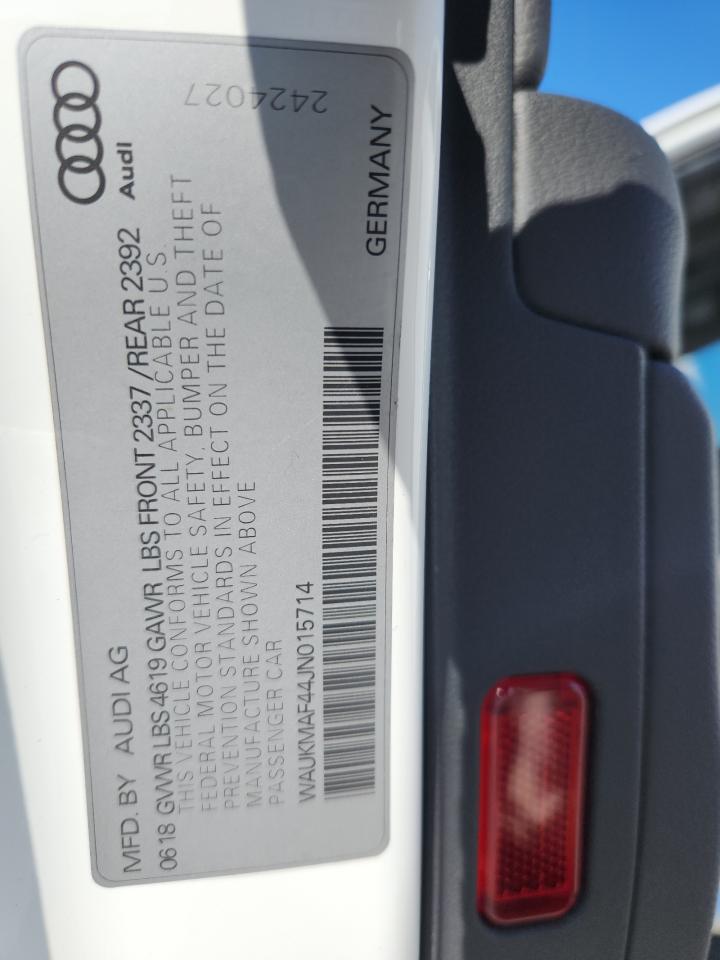 MFD. BY AUDI AG
Audi
0618 GVWR LBS 4619 GAWR LBS FRONT 2337/REAR 2392
THIS VEHICLE CONFORMS TO ALL APPLICABLE U.S.
FEDERAL MOTOR VEHICLE SAFETY, BUMPER AND THEFT
PREVENTION STANDARDS IN EFFECT ON THE DATE OF
MANUFACTURE SHOWN ABOVE
PASSENGER CAR
WAUKMAF44JN015714
GERMANY
2424027